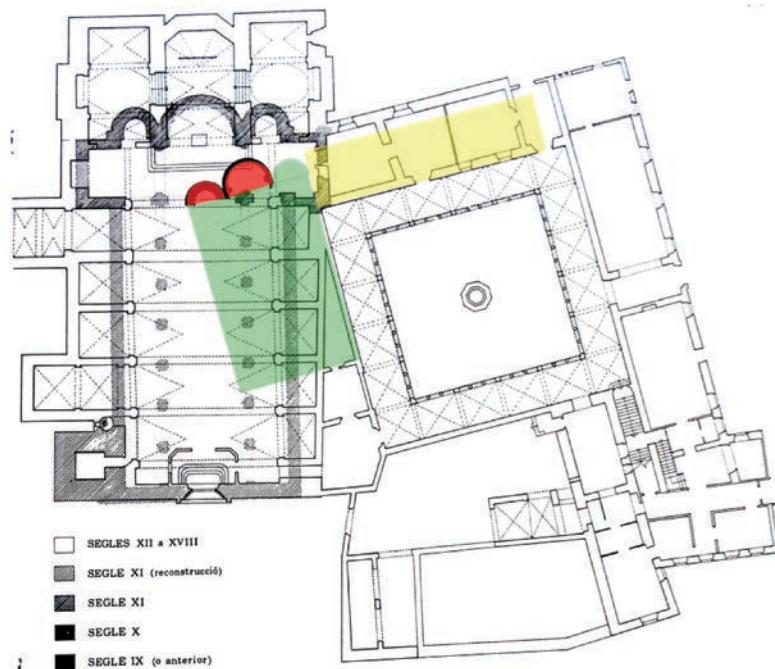 SEGLES XII a XVIII
SEGLE XI (reconstrucció)
SEGLE XI
SEGLE X
SEGLE IX (o anterior)